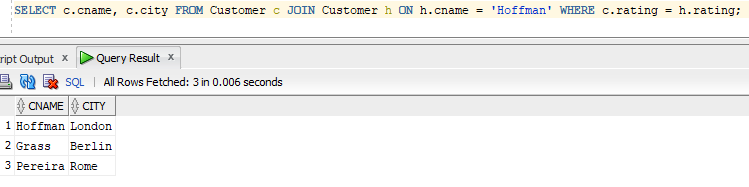 SELECT c.cname, c.city FROM Customer c JOIN Customer h ON h.cname = 'Hoffman' WHERE c.rating = h.rating;
ript Output x Query Result x
SQL | All Rows Fetched: 3 in 0.006 seconds
CNAME CITY
1 Hoffman London
2 Grass Berlin
3 Pereira Rome